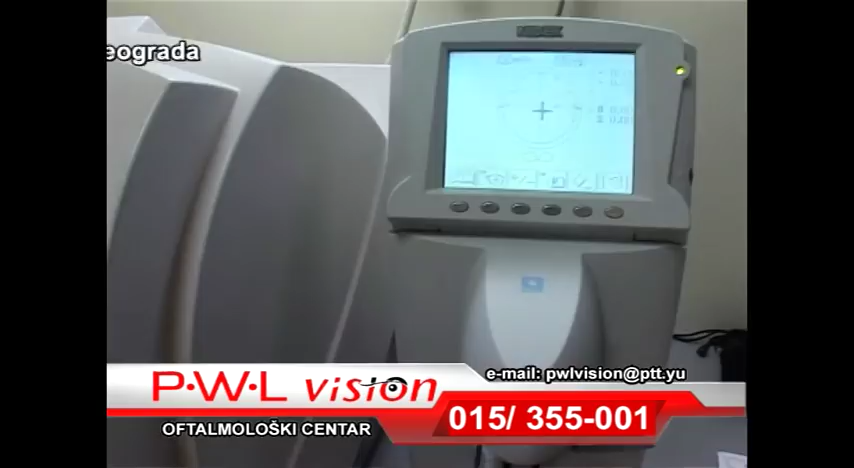 eograda
P·W·L vision
OFTALMOLOŠKI CENTAR
e-mail: pwlvision@ptt.yu
015/ 355-001